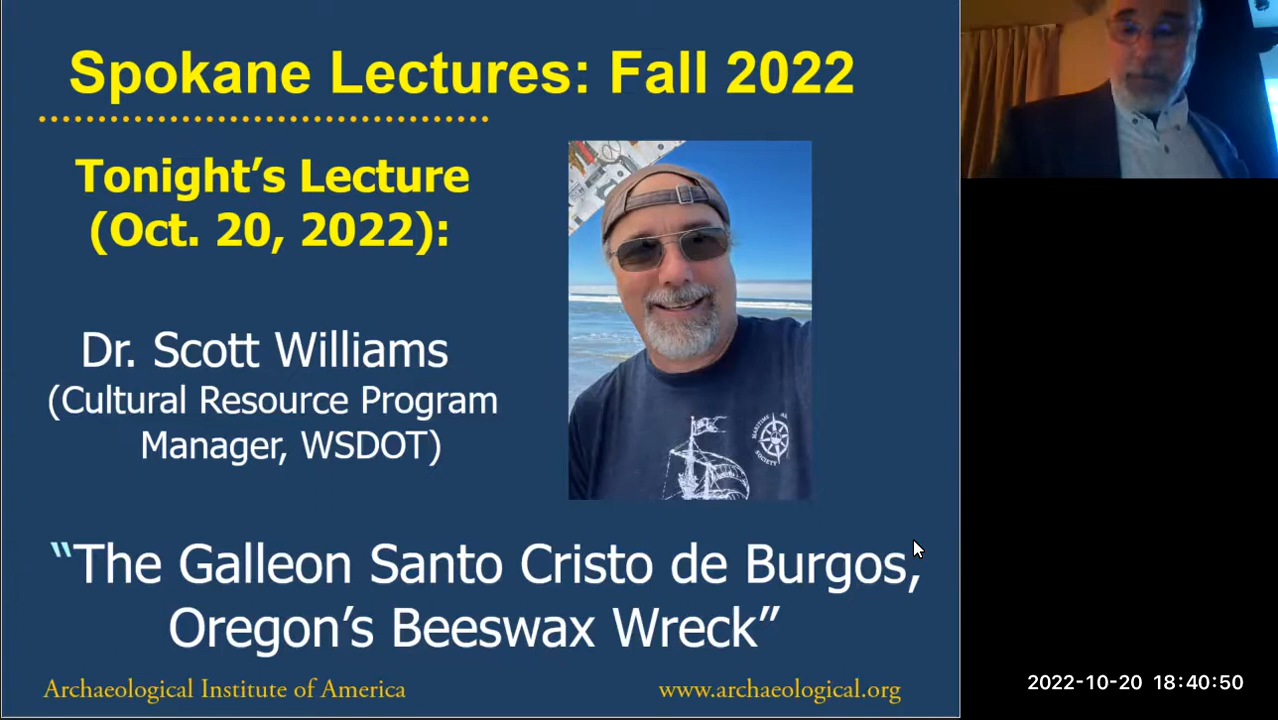 Spokane Lectures: Fall 2022
Tonight’s Lecture
(Oct. 20, 2022):
Dr. Scott Williams
(Cultural Resource Program
Manager, WSDOT)
MARITIME
SOCIETY
“The Galleon Santo Cristo de Burgos,
Oregon’s Beeswax Wreck”
Archaeological Institute of America
www.archaeological.org
2022-10-20 18:40:50